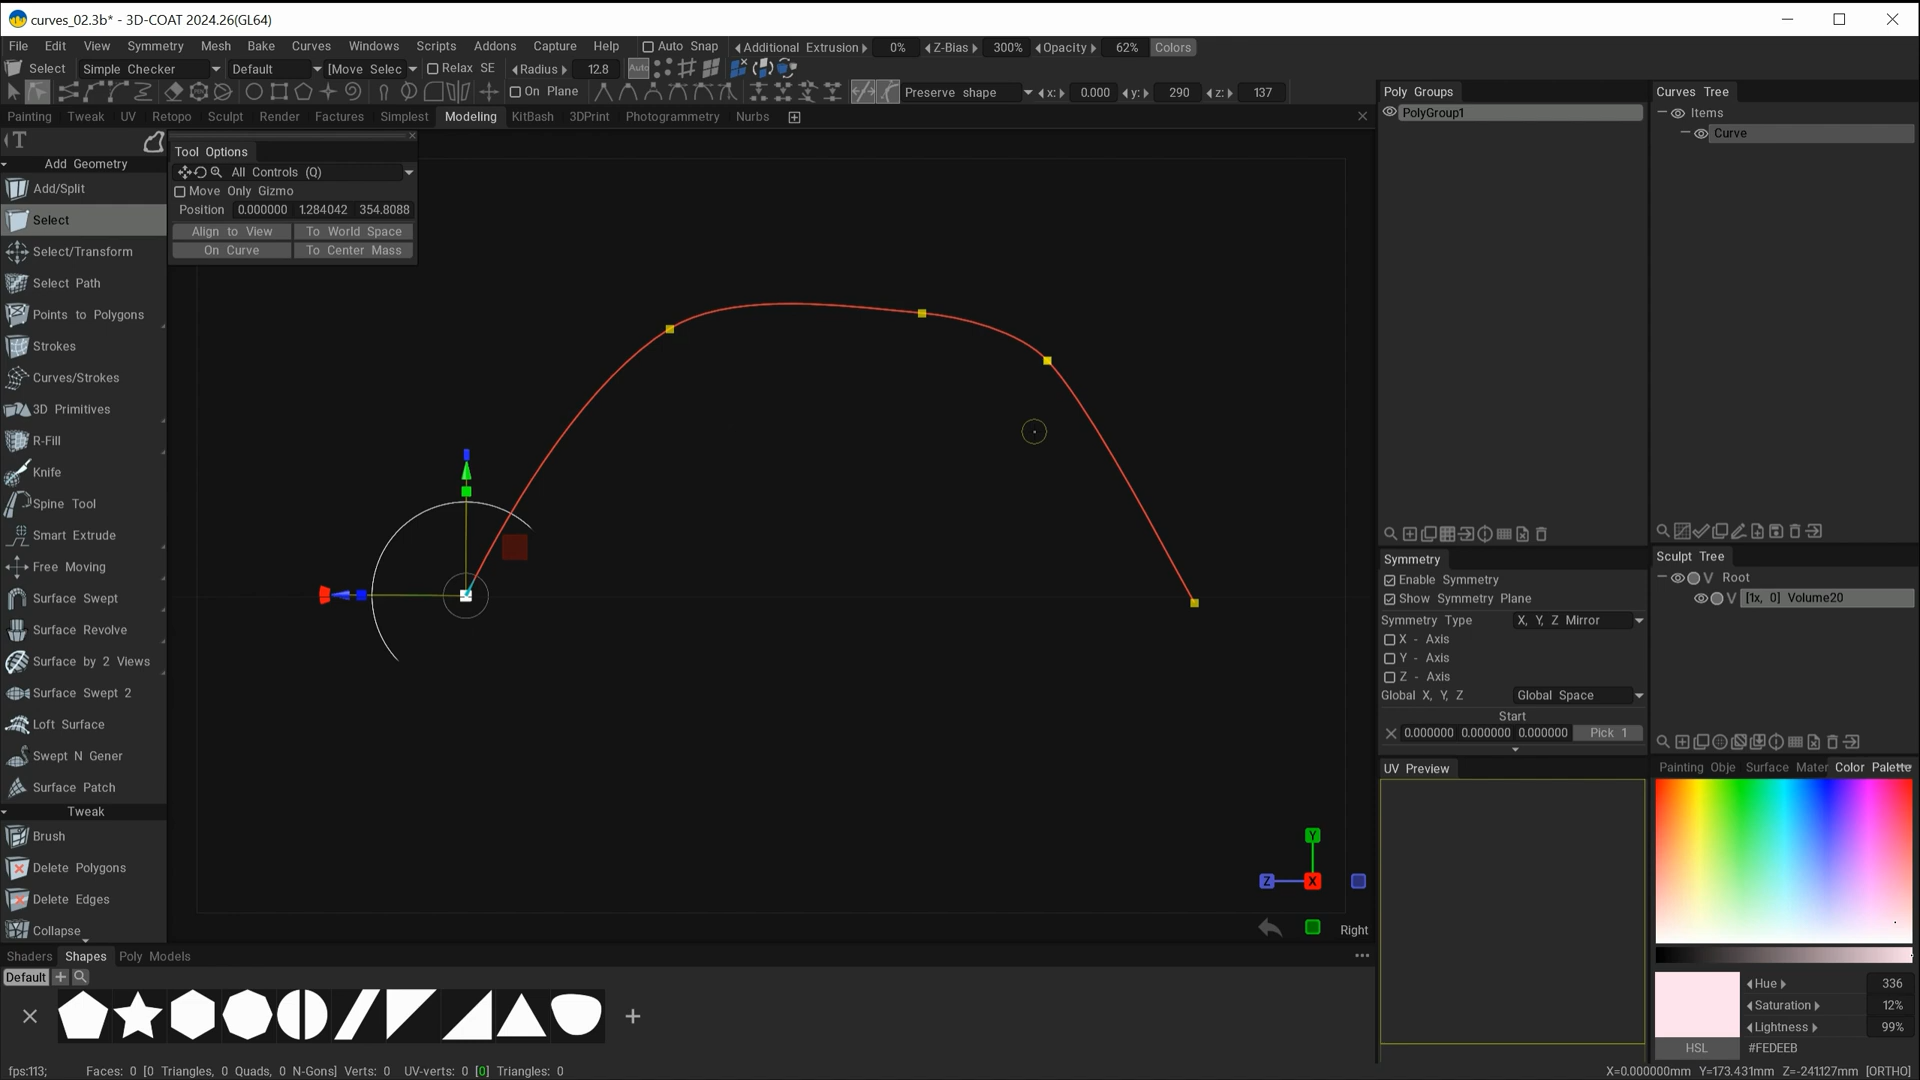 curves_02.3b* - 3D-COAT 2024.26(GL64)
File Edit View Symmetry Mesh Bake Curves Windows Scripts Addons Capture Help Auto Snap Additional Extrusion 0% Z-Bias 300% Opacity 62% Colors
Select Simple Checker Default [Move Selec Relax SE Radius 12.8 Auto
On Plane Preserve shape x: 0.000 y: 290 z: 137
Painting Tweak UV Retopo Sculpt Render Factures Simplest Modeling KitBash 3DPrint Photogrammetry Nurbs
T
Add Geometry
Add/Split
Select
Select/Transform
Select Path
Points to Polygons
Strokes
Curves/Strokes
3D Primitives
R-Fill
Knife
Spine Tool
Smart Extrude
Free Moving
Surface Swept
Surface Revolve
Surface by 2 Views
Surface Swept 2
Loft Surface
Swept N Gener
Surface Patch
Tweak
Brush
Delete Polygons
Delete Edges
Collapse
Tool Options
All Controls (Q)
Move Only Gizmo
Position 0.000000 1.284042 354.8088
Align to View To World Space
On Curve To Center Mass
Y
Z X
Right
Poly Groups
PolyGroup1
Curves Tree
Items
Curve
Symmetry
Enable Symmetry
Show Symmetry Plane
Symmetry Type X, Y, Z Mirror
X - Axis
Y - Axis
Z - Axis
Global X, Y, Z Global Space
Start
0.000000 0.000000 0.000000 Pick 1
UV Preview
Sculpt Tree
V Root
V [1x, 0] Volume20
Painting Obje Surface Mater Color Palette
Hue 336
Saturation 12%
Lightness 99%
HSL #FEDEEB
Shaders Shapes Poly Models
Default
fps:113; Faces: 0 [0 Triangles, 0 Quads, 0 N-Gons] Verts: 0 UV-verts: 0 [0] Triangles: 0
X=0.000000mm Y=173.431mm Z=-241.127mm [ORTHO]